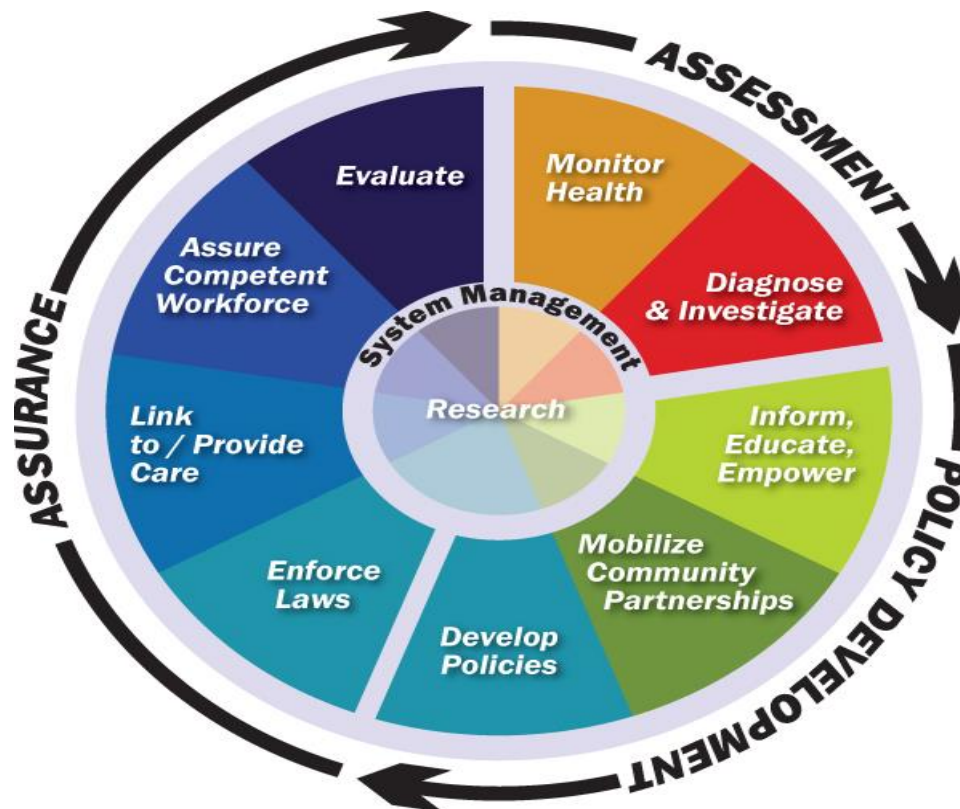 ASSESSMENT
Monitor
Health
Diagnose
& Investigate
POLICY DEVELOPMENT
Inform,
Educate,
Empower
Mobilize
Community
Partnerships
Develop
Policies
ASSURANCE
Enforce
Laws
Link
to / Provide
Care
Assure
Competent
Workforce
Evaluate
System Management
Research